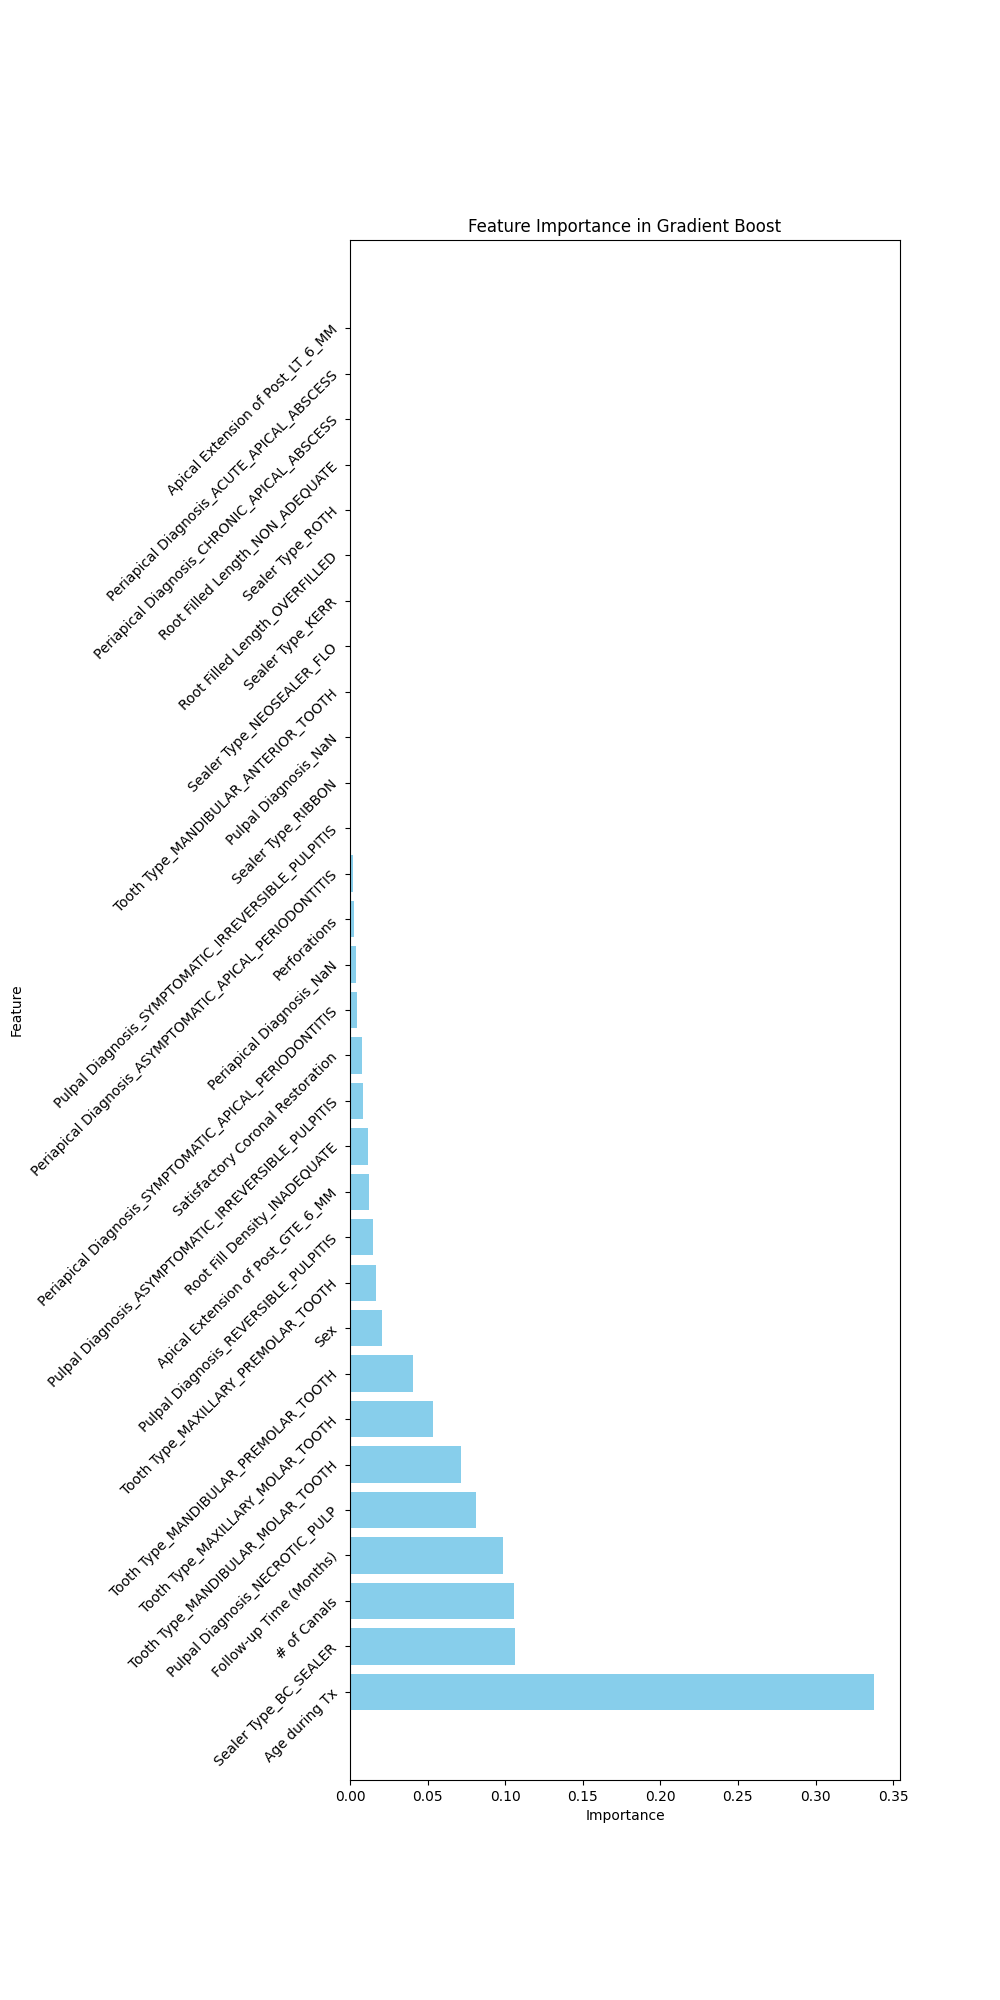 Feature Importance in Gradient Boost
Apical Extension of Post_LT_6_MM
Periapical Diagnosis_ACUTE_APICAL_ABSCESS
Periapical Diagnosis_CHRONIC_APICAL_ABSCESS
Root Filled Length_NON_ADEQUATE
Sealer Type_ROTH
Root Filled Length_OVERFILLED
Sealer Type_KERR
Sealer Type_NEOSEALER_FLO
Tooth Type_MANDIBULAR_ANTERIOR_TOOTH
Pulpal Diagnosis_NaN
Sealer Type_RIBBON
Pulpal Diagnosis_SYMPTOMATIC_IRREVERSIBLE_PULPITIS
Periapical Diagnosis_ASYMPTOMATIC_APICAL_PERIODONTITIS
Perforations
Periapical Diagnosis_NaN
Periapical Diagnosis_SYMPTOMATIC_APICAL_PERIODONTITIS
Satisfactory Coronal Restoration
Pulpal Diagnosis_ASYMPTOMATIC_IRREVERSIBLE_PULPITIS
Root Fill Density_INADEQUATE
Apical Extension of Post_GTE_6_MM
Pulpal Diagnosis_REVERSIBLE_PULPITIS
Tooth Type_MAXILLARY_PREMOLAR_TOOTH
Sex
Tooth Type_MANDIBULAR_PREMOLAR_TOOTH
Tooth Type_MAXILLARY_MOLAR_TOOTH
Tooth Type_MANDIBULAR_MOLAR_TOOTH
Pulpal Diagnosis_NECROTIC_PULP
Follow-up Time (Months)
# of Canals
Sealer Type_BC_SEALER
Age during Tx
Feature
0.00 0.05 0.10 0.15 0.20 0.25 0.30 0.35
Importance